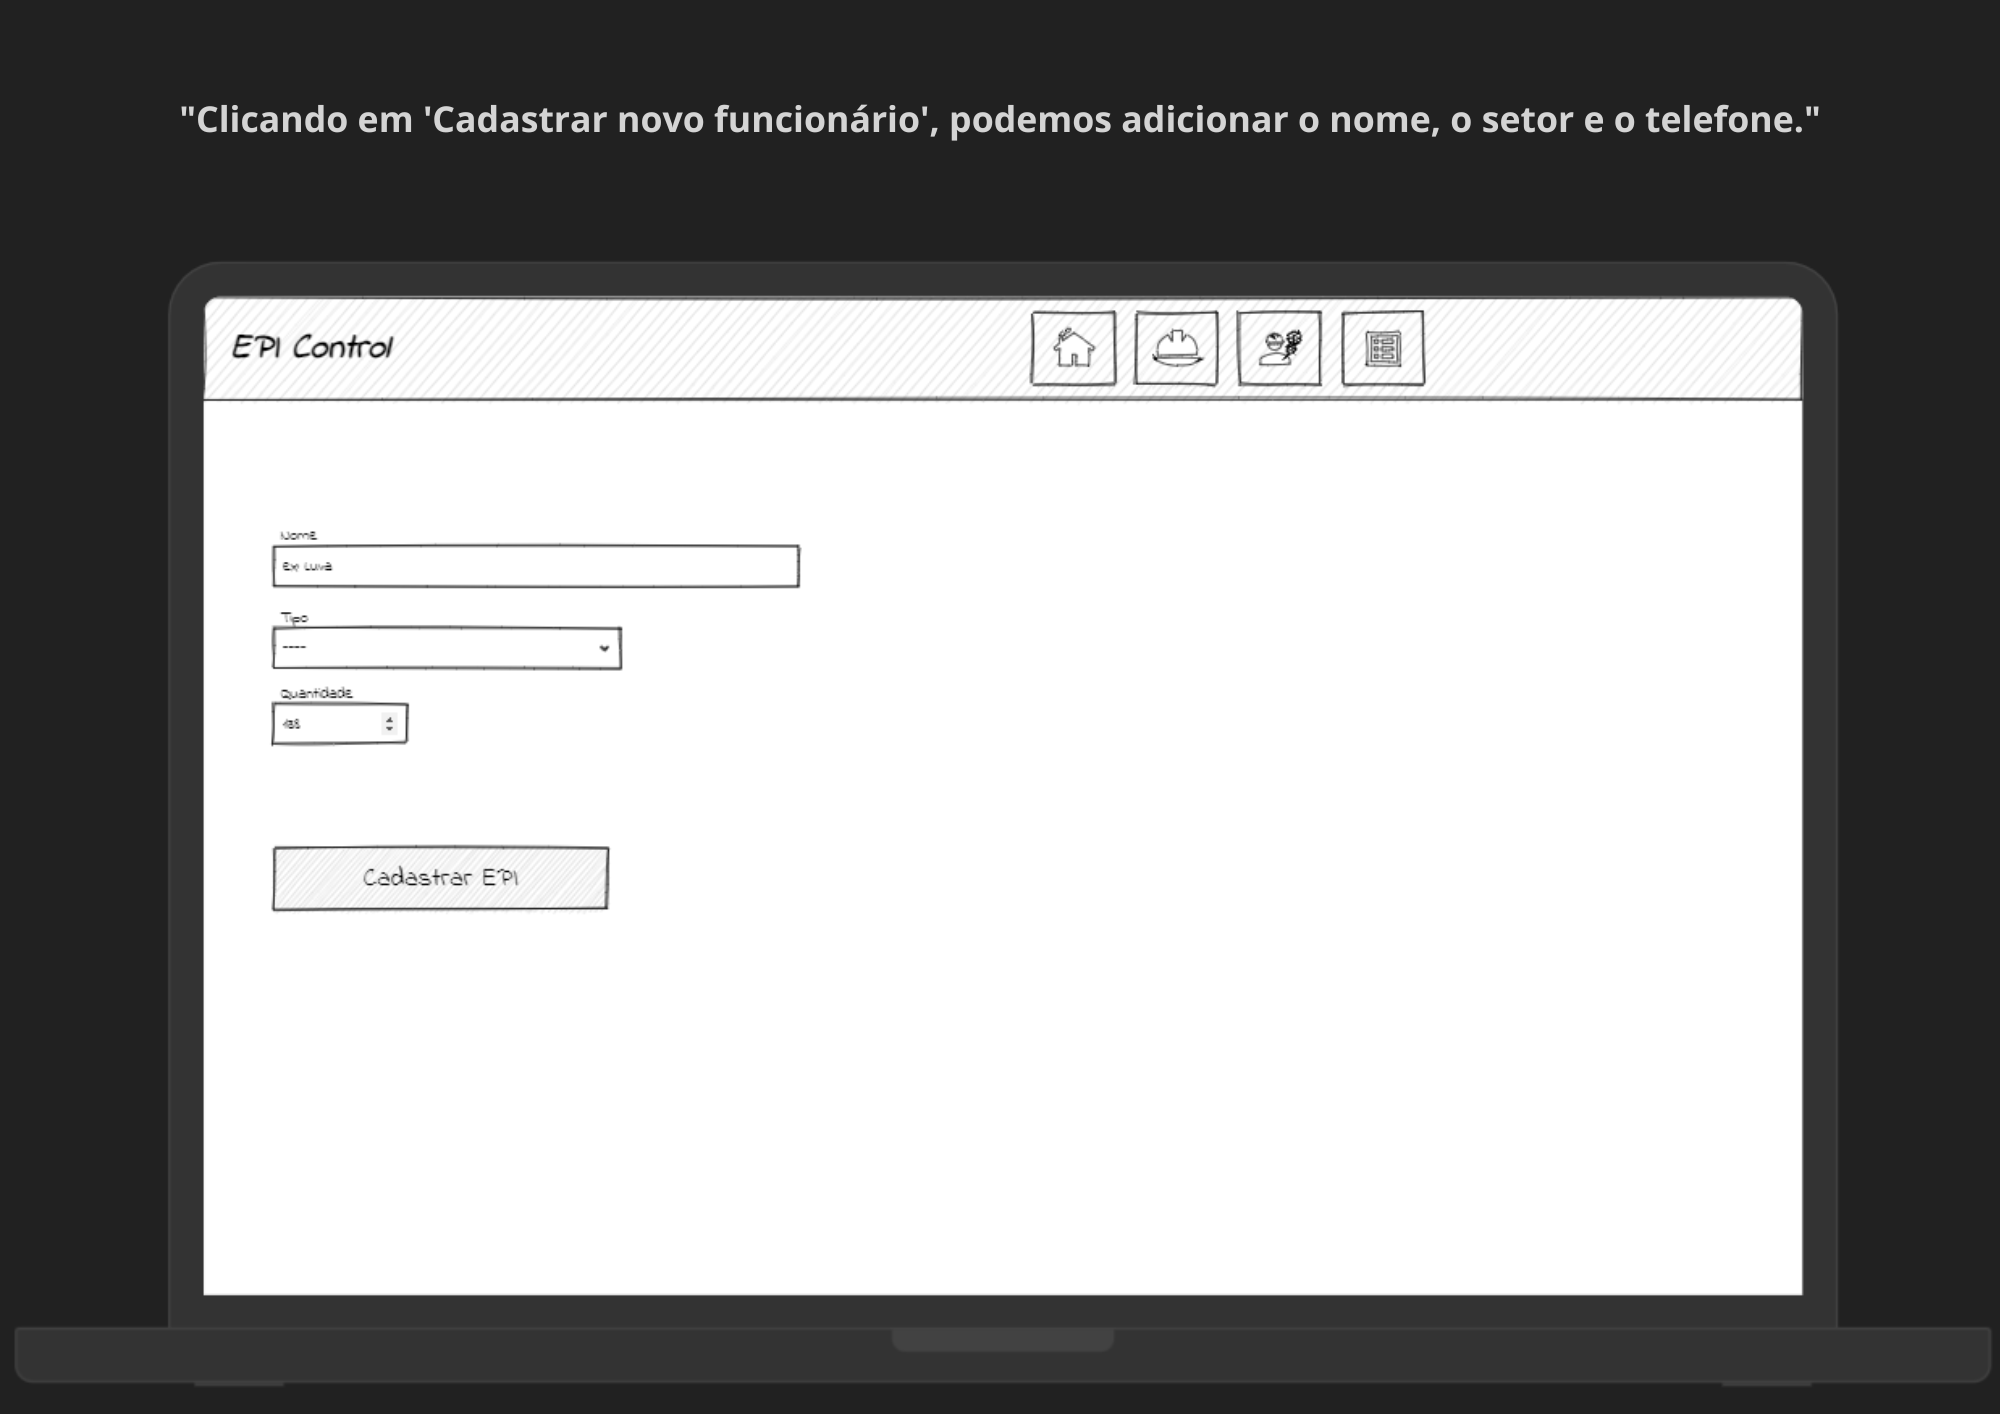 "Clicando em 'Cadastrar novo funcionário', podemos adicionar o nome, o setor e o telefone."
EPI Control
Nome
Ex: Luva
Tipo
----
Quantidade
Cadastrar EPI